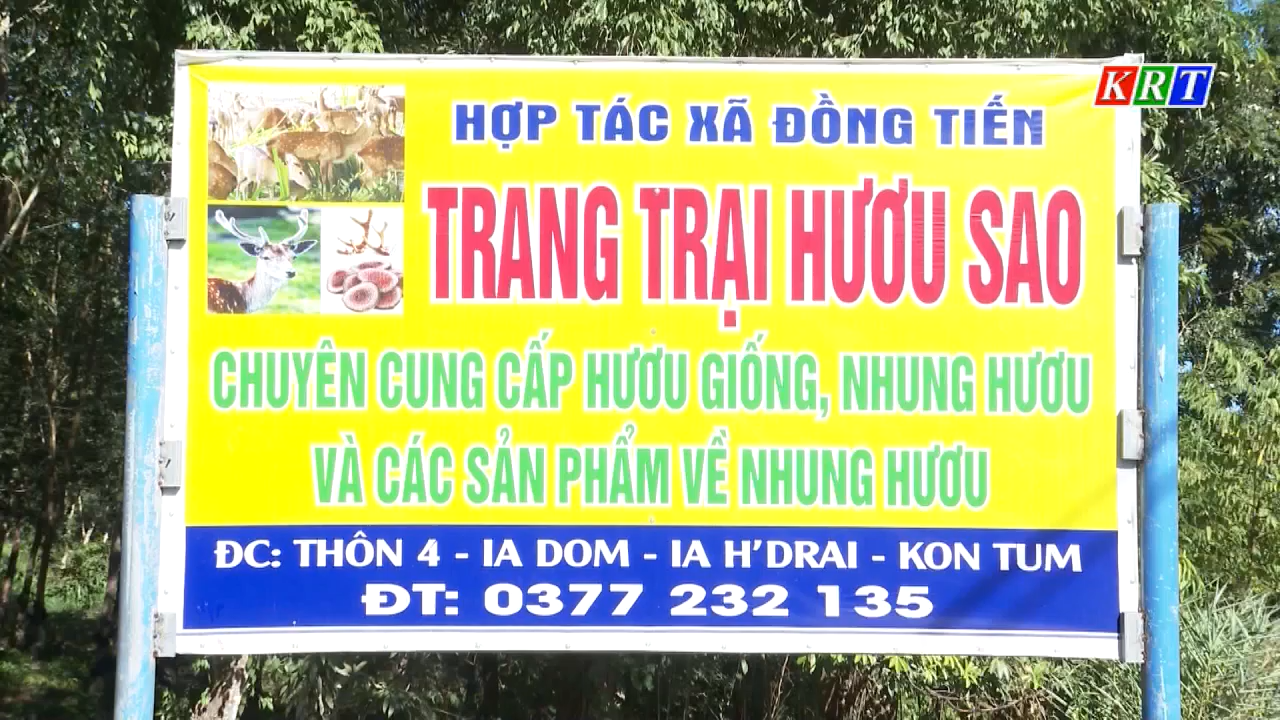 KRT
HỢP TÁC XÃ ĐỒNG TIẾN
TRANG TRẠI HƯƠU SAO
CHUYÊN CUNG CẤP HƯƠU GIỐNG, NHUNG HƯƠU
VÀ CÁC SẢN PHẨM VỀ NHUNG HƯƠU
ĐC: THÔN 4 - IA DOM - IA H'DRAI - KON TUM
ĐT: 0377 232 135